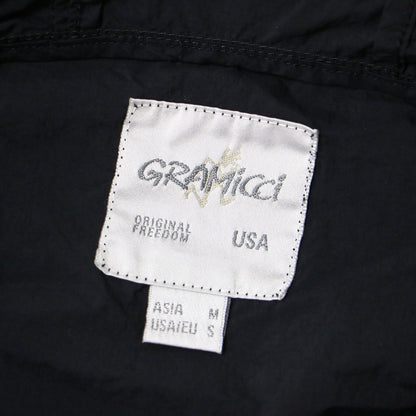 GRAMicci
ORIGINAL
FREEDOM
USA
ASIA M
USA/EU S